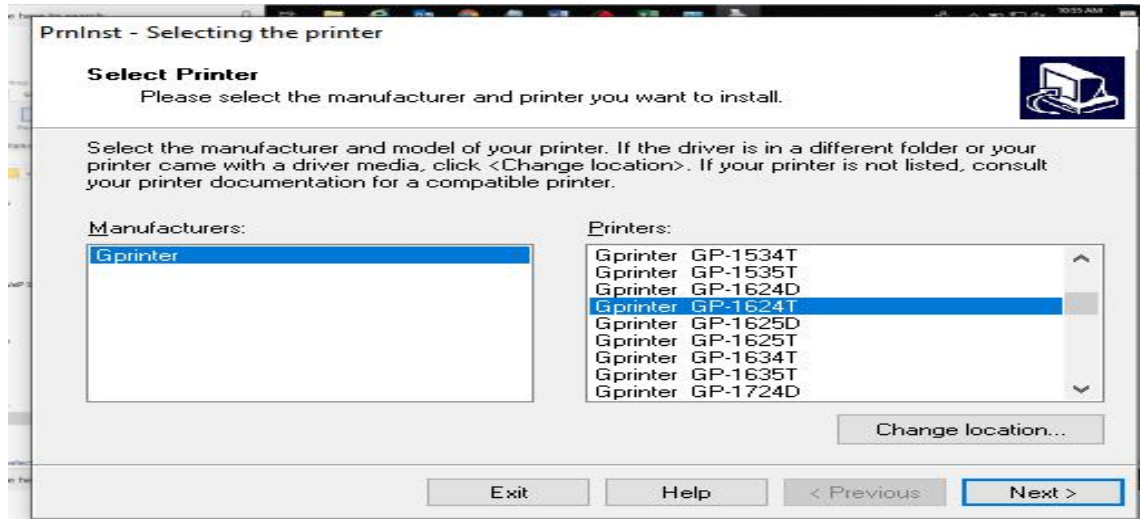 10:55 AM
PrnInst - Selecting the printer
Select Printer
Please select the manufacturer and printer you want to install.
Select the manufacturer and model of your printer. If the driver is in a different folder or your
printer came with a driver media, click <Change location>. If your printer is not listed, consult
your printer documentation for a compatible printer.
Manufacturers:
Gprinter
Printers:
Gprinter GP-1534T
Gprinter GP-1535T
Gprinter GP-1624D
Gprinter GP-1624T
Gprinter GP-1625D
Gprinter GP-1625T
Gprinter GP-1634T
Gprinter GP-1635T
Gprinter GP-1724D
Change location...
Exit
Help
< Previous
Next >